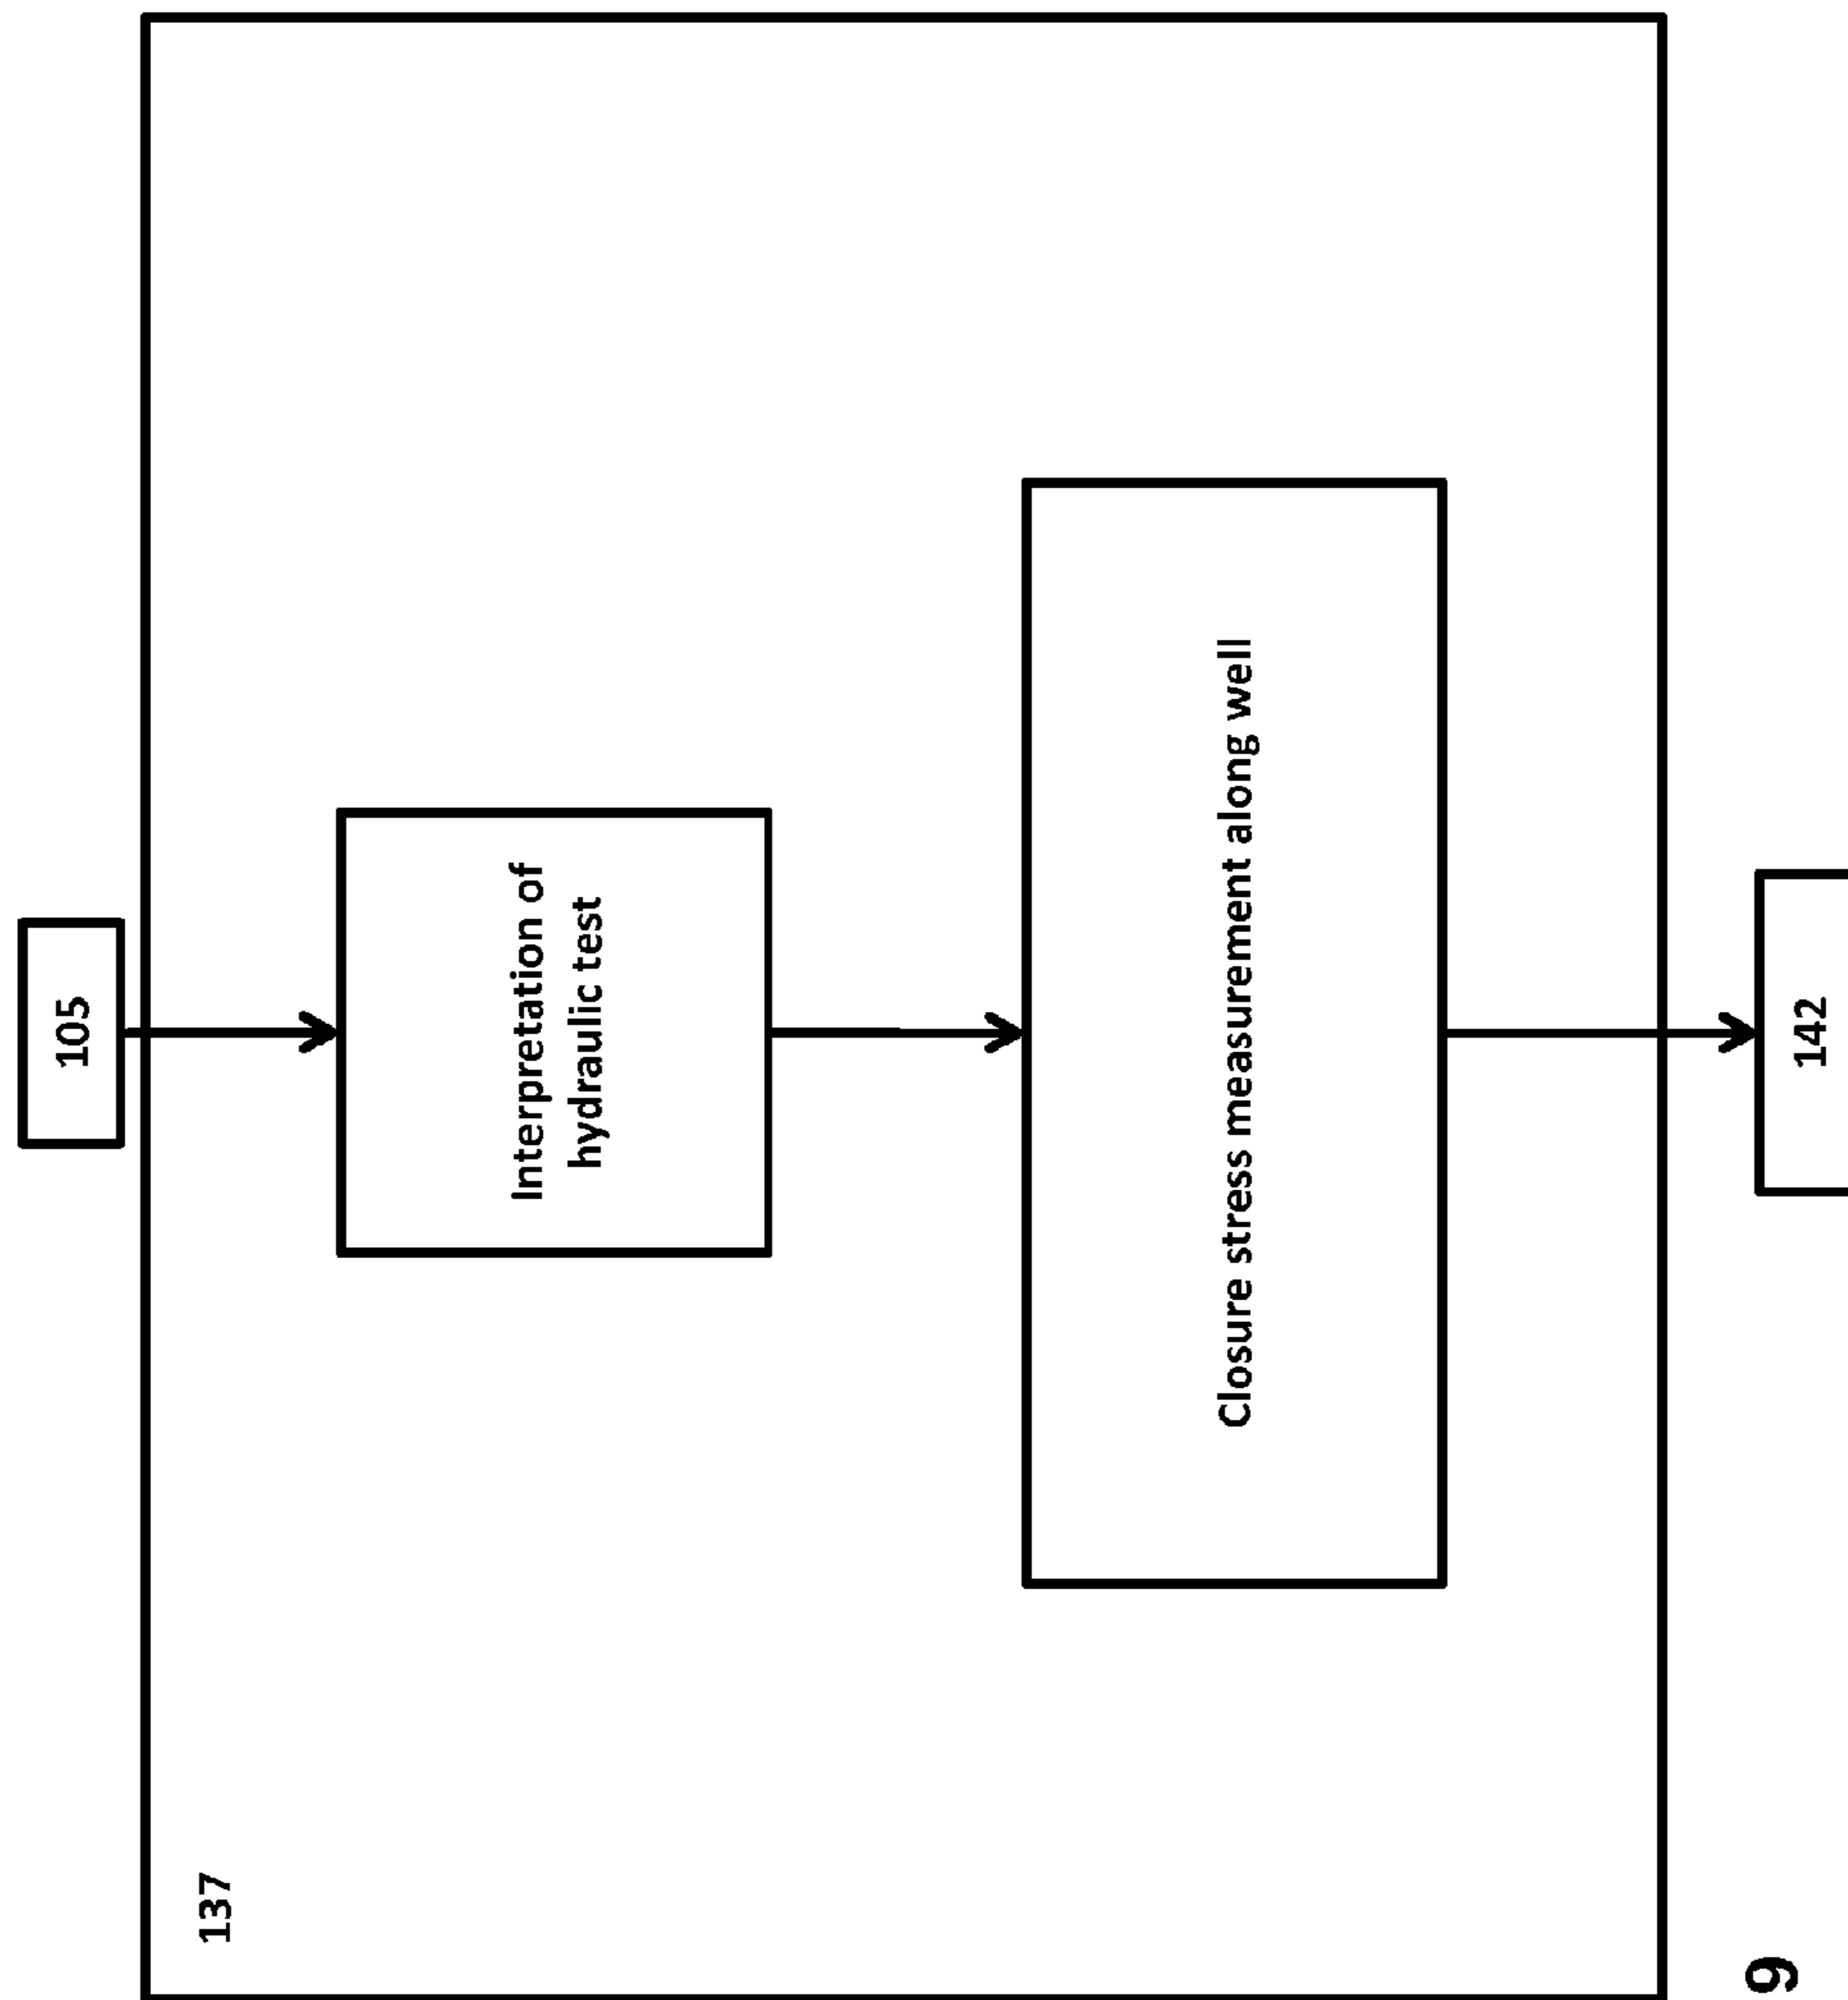 105
137
Interpretation of
hydraulic test
Closure stress measurement along well
142
9